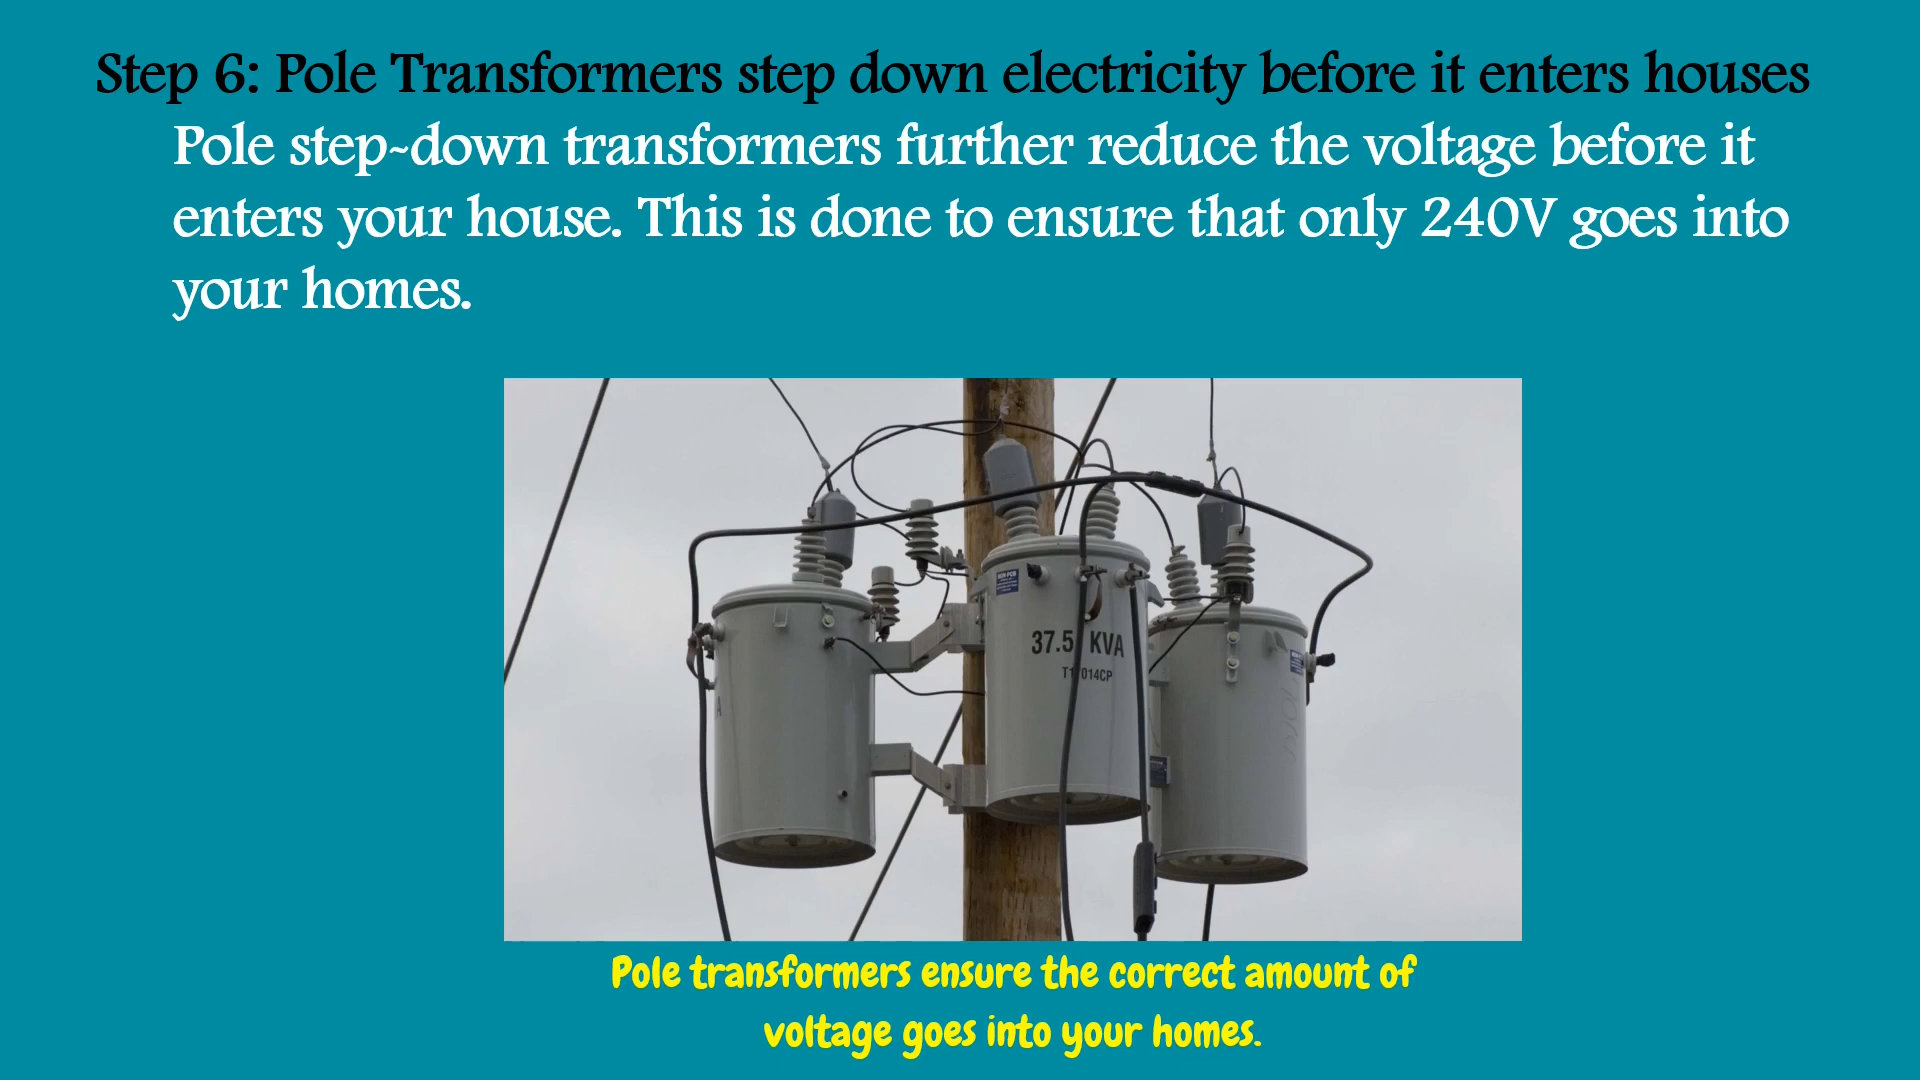 Step 6: Pole Transformers step down electricity before it enters houses
Pole step-down transformers further reduce the voltage before it
enters your house. This is done to ensure that only 240V goes into
your homes.
37.5 KVA
A
Pole transformers ensure the correct amount of
voltage goes into your homes.